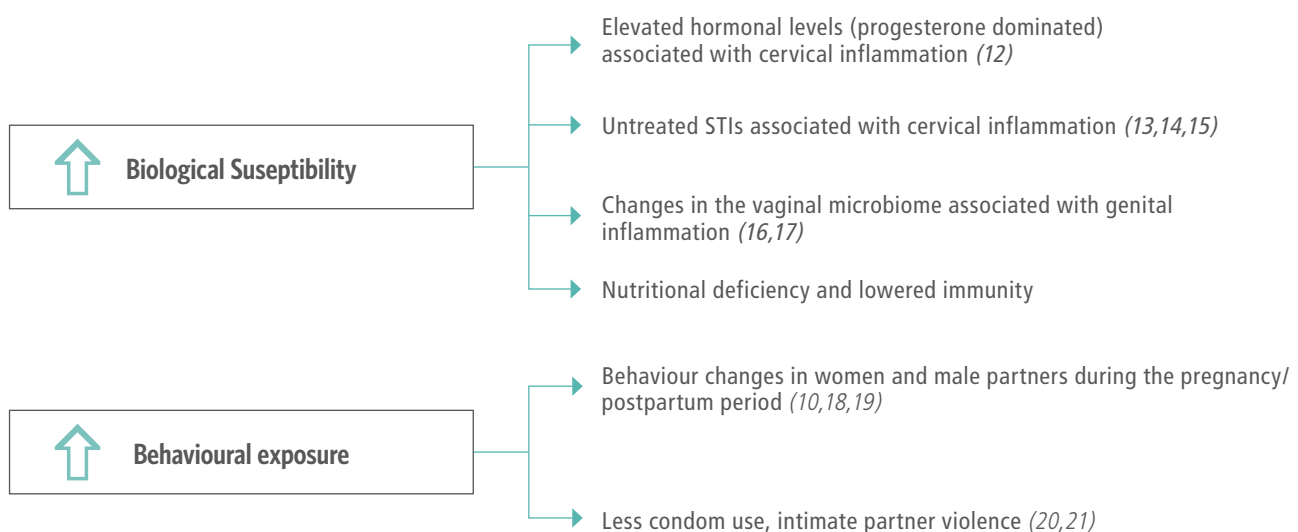 Elevated hormonal levels (progesterone dominated)
associated with cervical inflammation (12)
Untreated STIs associated with cervical inflammation (13,14,15)
Biological Suseptibility
Changes in the vaginal microbiome associated with genital
inflammation (16,17)
Nutritional deficiency and lowered immunity
Behaviour changes in women and male partners during the pregnancy/
postpartum period (10,18,19)
Behavioural exposure
Less condom use, intimate partner violence (20,21)